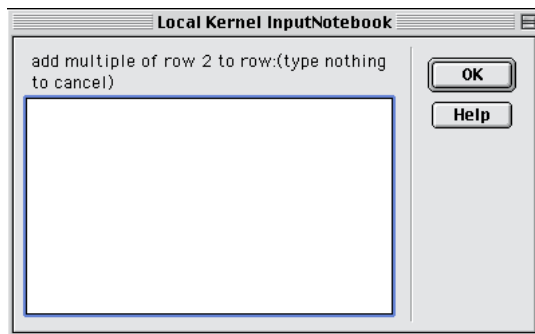 Local Kernel InputNotebook
add multiple of row 2 to row:(type nothing
to cancel)
OK
Help